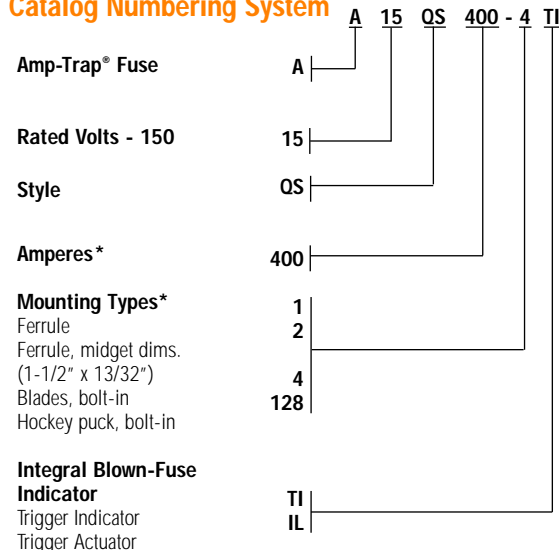 Catalog Numbering System A 15 QS 400 - 4 TI
Amp-Trap® Fuse A
Rated Volts - 150 15
Style QS
Amperes* 400
Mounting Types* 1
Ferrule 2
Ferrule, midget dims.
(1-1/2" x 13/32") 4
Blades, bolt-in 128
Hockey puck, bolt-in
Integral Blown-Fuse
Indicator TI
Trigger Indicator IL
Trigger Actuator